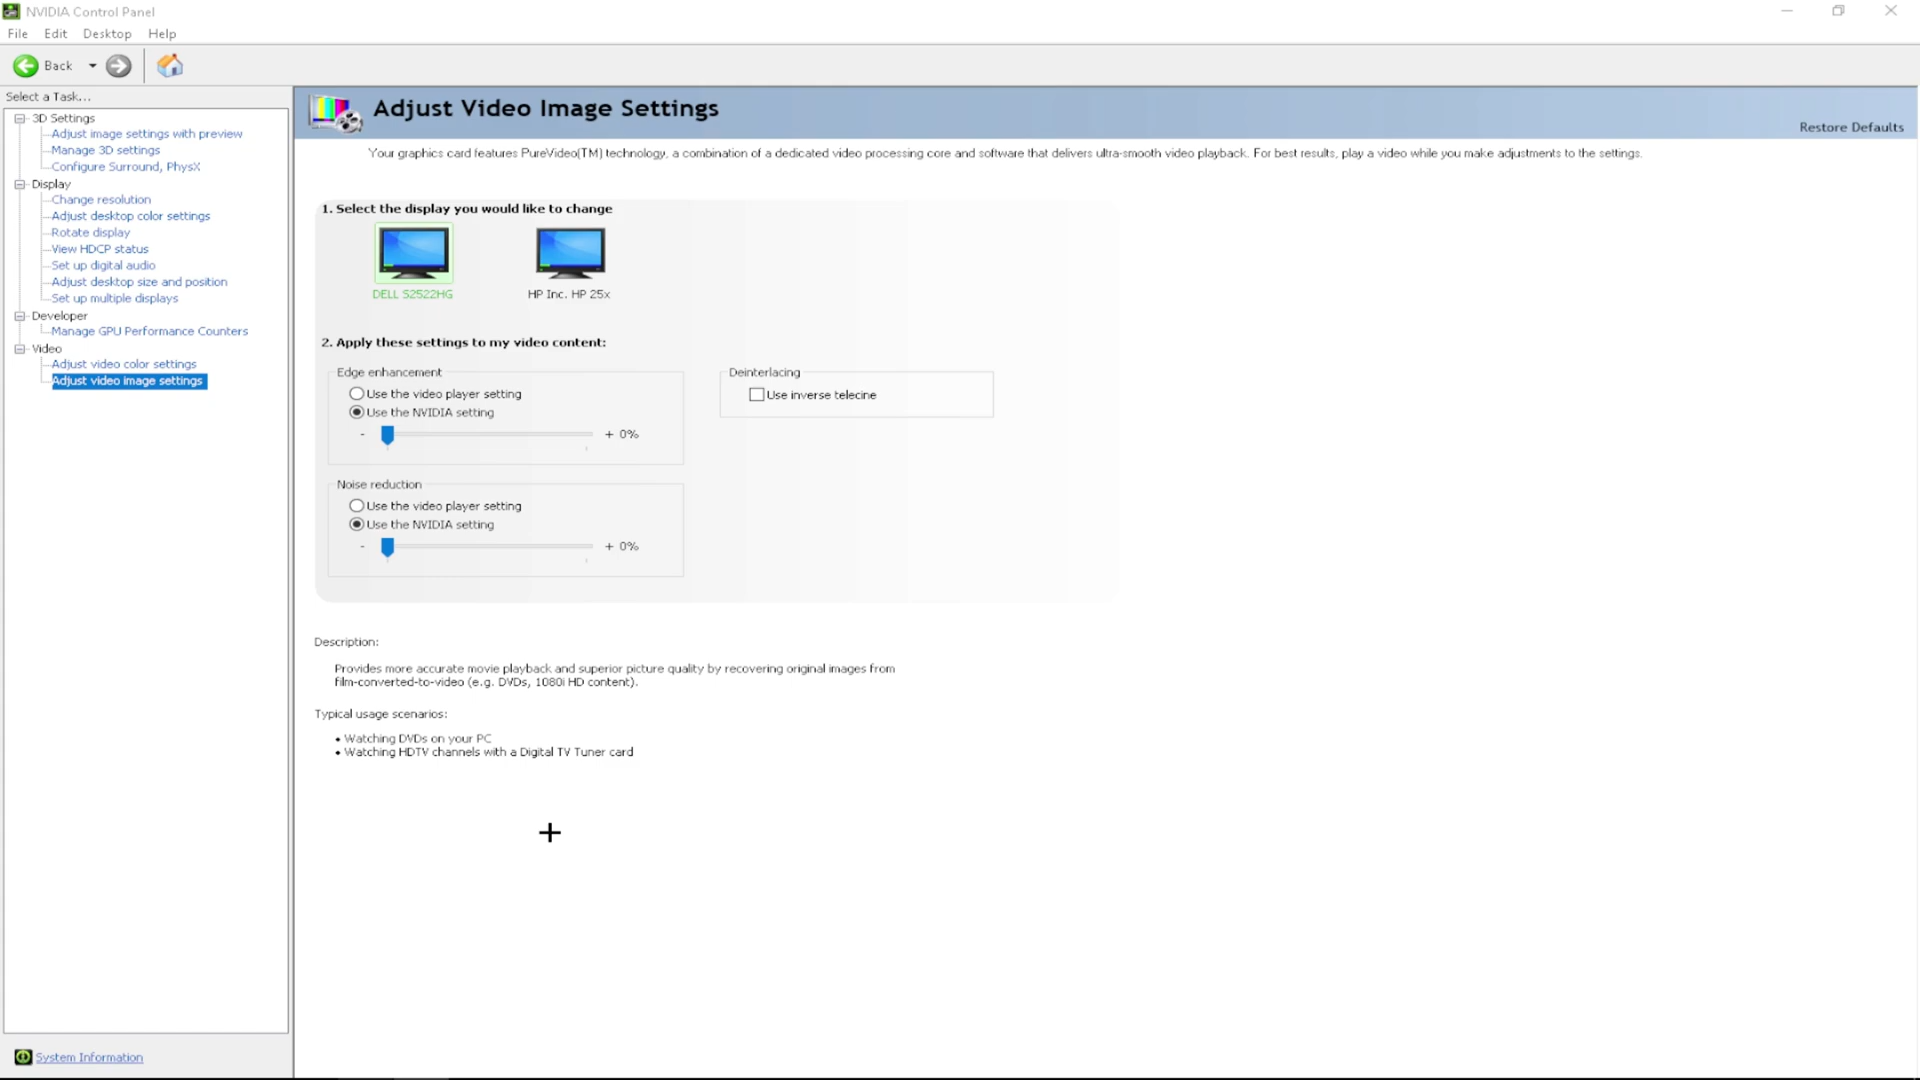 NVIDIA Control Panel
File Edit Desktop Help
Back
Select a Task...
3D Settings
Adjust image settings with preview
Manage 3D settings
Configure Surround, PhysX
Display
Change resolution
Adjust desktop color settings
Rotate display
View HDCP status
Set up digital audio
Adjust desktop size and position
Set up multiple displays
Developer
Manage GPU Performance Counters
Video
Adjust video color settings
Adjust video image settings
System Information
Adjust Video Image Settings
Restore Defaults
Your graphics card features PureVideo(TM) technology, a combination of a dedicated video processing core and software that delivers ultra-smooth video playback. For best results, play a video while you make adjustments to the settings.
1. Select the display you would like to change
DELL S2522HG HP Inc. HP 25x
2. Apply these settings to my video content:
Edge enhancement
Use the video player setting
Use the NVIDIA setting
- + 0%
Deinterlacing
Use inverse telecine
Noise reduction
Use the video player setting
Use the NVIDIA setting
- + 0%
Description:
Provides more accurate movie playback and superior picture quality by recovering original images from
film-converted-to-video (e.g. DVDs, 1080i HD content).
Typical usage scenarios:
• Watching DVDs on your PC
• Watching HDTV channels with a Digital TV Tuner card